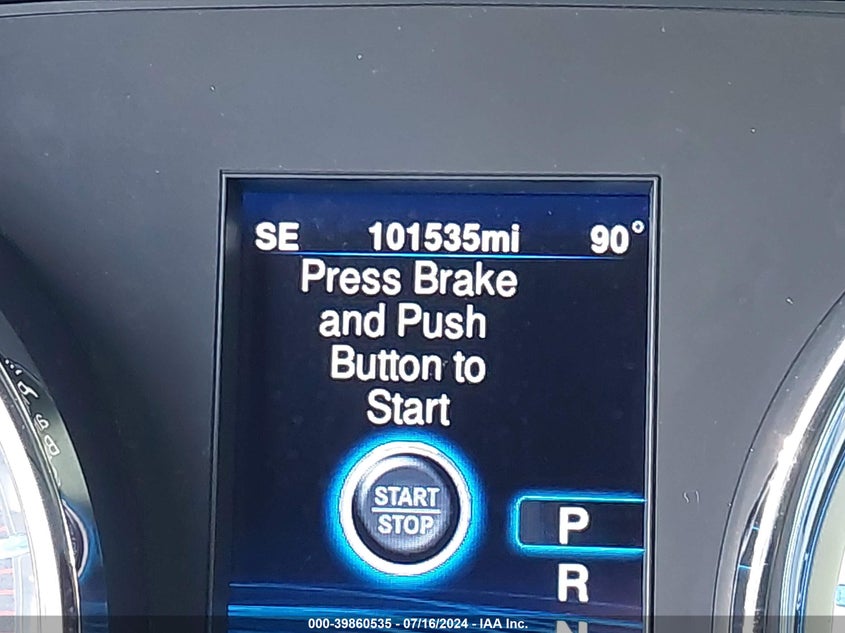 SE 101535mi 90°
Press Brake
and Push
Button to
Start
START
STOP
P
R
N
000-39860535 - 07/16/2024 - IAA Inc.